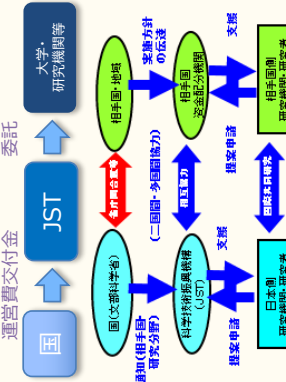 国
運営費交付金
JST
委託
大学・
研究機関等
国(文部科学省)
省庁間合意等
相手国・地域
通知(相手国・
研究分野)
(二国間・多国間協力)
実施方針
の伝達
科学技術振興機構
(JST)
相互協力
相手国
資金配分機関
提案申請
支援
提案申請
支援
日本側
研究機関・研究者
国際共同研究
相手国側
研究機関・研究者